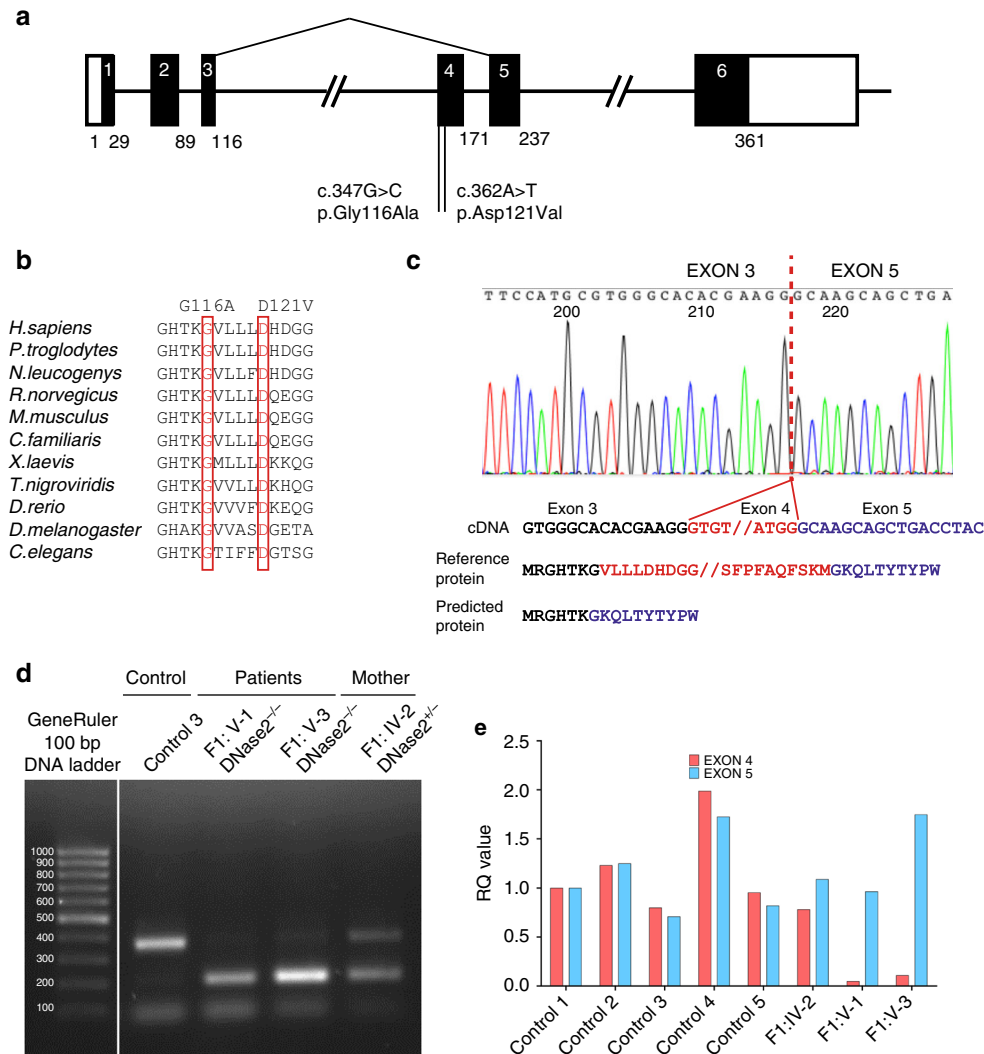 a
1 2 3 4 5 6
1 29 89 116 171 237 361
c.347G>C c.362A>T
p.Gly116Ala p.Asp121Val
b
G116A D121V
H.sapiens GHTKGVLLLDHDGG
P.troglodytes GHTKGVLLLDHDGG
N.leucogenys GHTKGVLLFDHDGG
R.norvegicus GHTKGVLLLDQEGG
M.musculus GHTKGVLLLDQEGG
C.familiaris GHTKGVLLLDQEGG
X.laevis GHTKGMLLLDKKQG
T.nigroviridis GHTKGVVLLDKHQG
D.rerio GHTKGVVVFDKEQG
D.melanogaster GHAKGVVASDGETA
C.elegans GHTKGTIFFDGTSG
c
EXON 3 EXON 5
T T C C A T G C G T G G G C A C A C G A A G G G C A A G C A G C T G A
200 210 220
Exon 3 Exon 4 Exon 5
cDNA GTGGGCACACGAAGGGTGT//ATGGGCAAGCAGCTGACCTAC
Reference protein MRGHTKGVLLLDHDGG//SFPFAQFSKMGKQLTYTYPW
Predicted protein MRGHTKGKQLTYTYPW
d
Control Patients Mother
GeneRuler
100 bp
DNA ladder
Control 3
F1: V-1
DNase2−/−
F1: V-3
DNase2−/−
F1: IV-2
DNase2+/−
1000
900
800
700
600
500
400
300
200
100
e
2.5
2.0
1.5
1.0
0.5
0.0
RQ value
EXON 4
EXON 5
Control 1 Control 2 Control 3 Control 4 Control 5 F1:IV-2 F1:V-1 F1:V-3